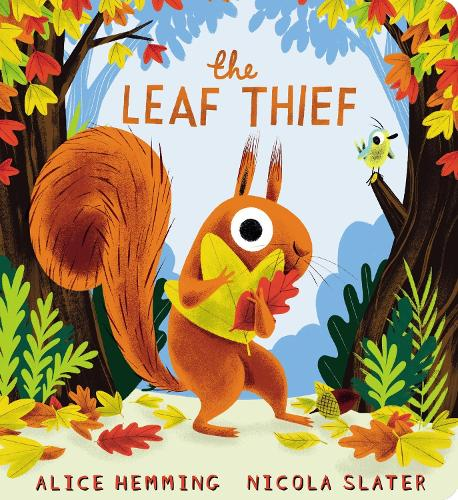 the
LEAF THIEF
ALICE HEMMING NICOLA SLATER